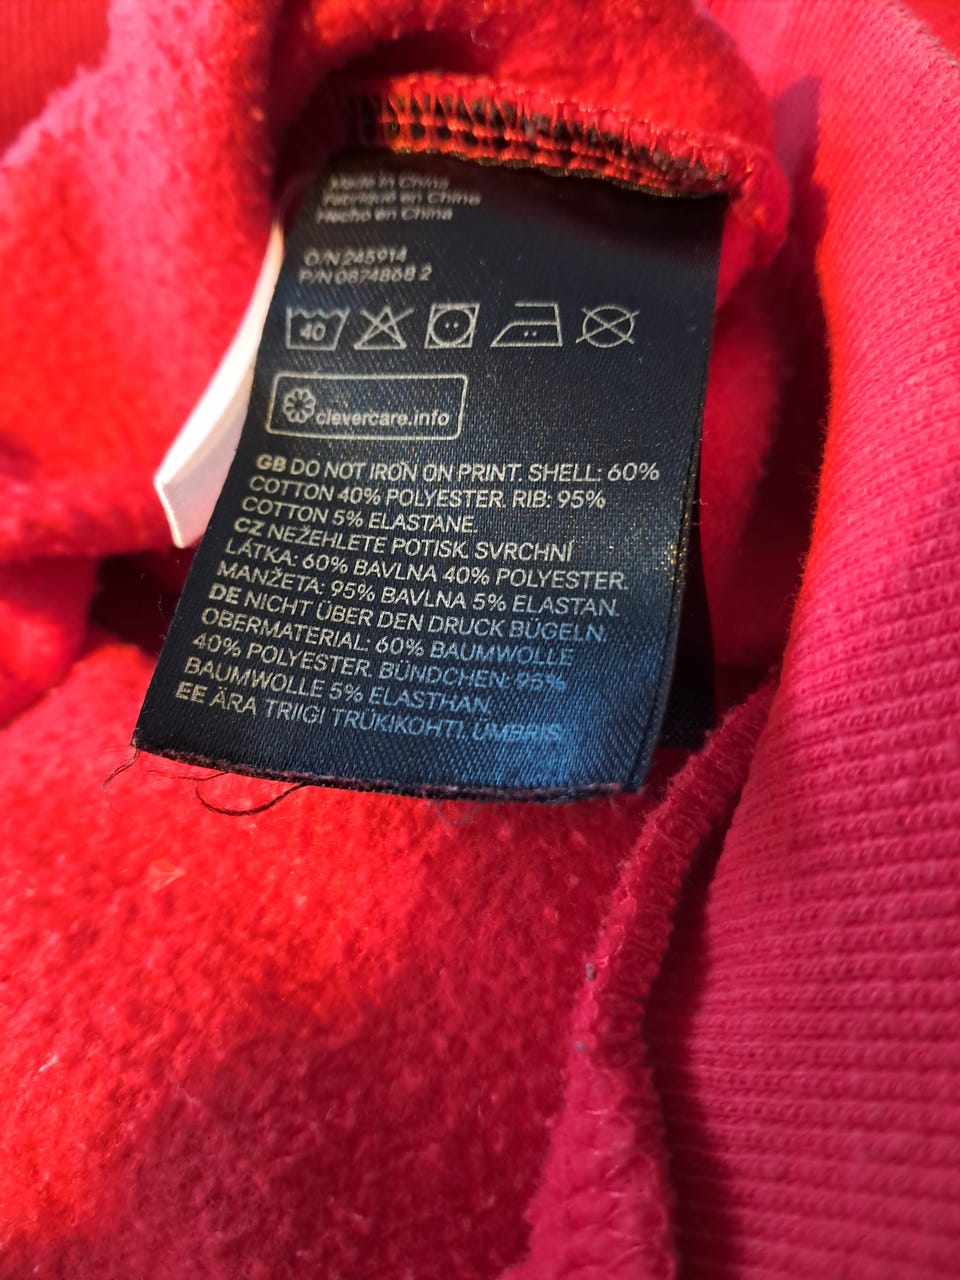 Made in China
Fabriqué en Chine
Hecho en China
O/N 245914
P/N 0874868 2
40
clevercare.info
GB DO NOT IRON ON PRINT. SHELL: 60%
COTTON 40% POLYESTER. RIB: 95%
COTTON 5% ELASTANE.
CZ NEŽEHLETE POTISK. SVRCHNÍ
LÁTKA: 60% BAVLNA 40% POLYESTER.
MANŽETA: 95% BAVLNA 5% ELASTAN.
DE NICHT ÜBER DEN DRUCK BÜGELN.
OBERMATERIAL: 60% BAUMWOLLE
40% POLYESTER. BÜNDCHEN: 95%
BAUMWOLLE 5% ELASTHAN.
EE ÄRA TRIIGI TRÜKIKOHTI. ÜMBRIS: